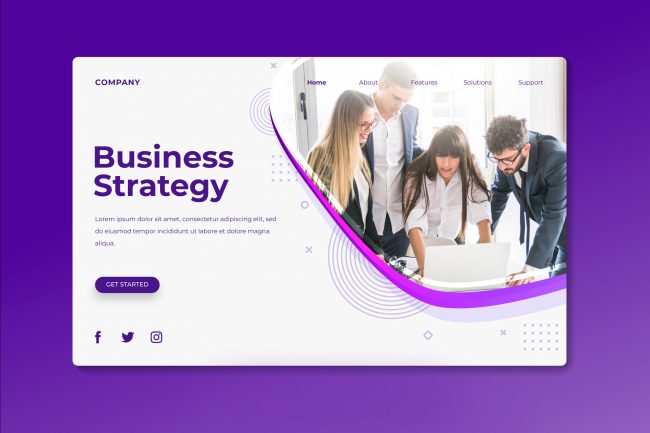 COMPANY
Home About Features Solutions Support
Business
Strategy
Lorem ipsum dolor sit amet, consectetur adipiscing elit, sed
do eiusmod tempor incididunt ut labore et dolore magna
aliqua.
GET STARTED